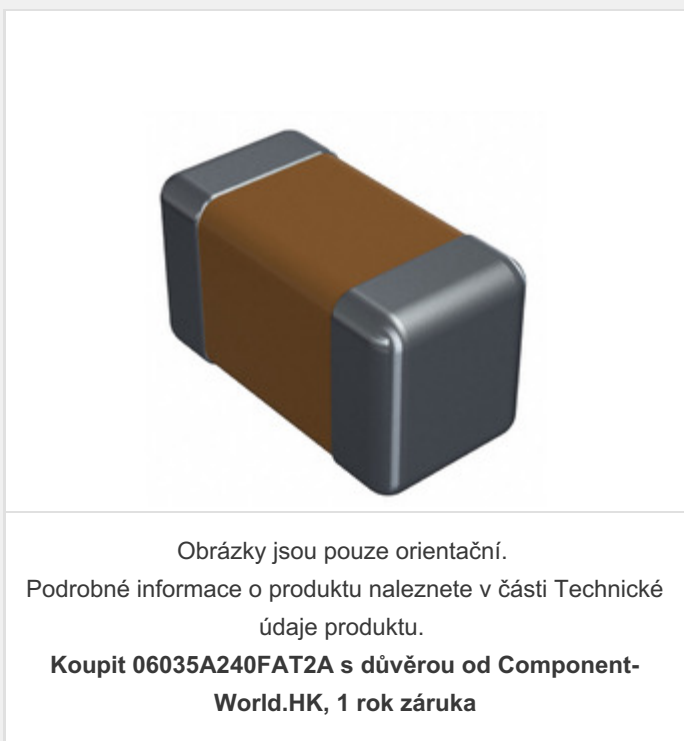 Obrázky jsou pouze orientační.
Podrobné informace o produktu naleznete v části Technické
údaje produktu.
Koupit 06035A240FAT2A s důvěrou od Component-
World.HK, 1 rok záruka